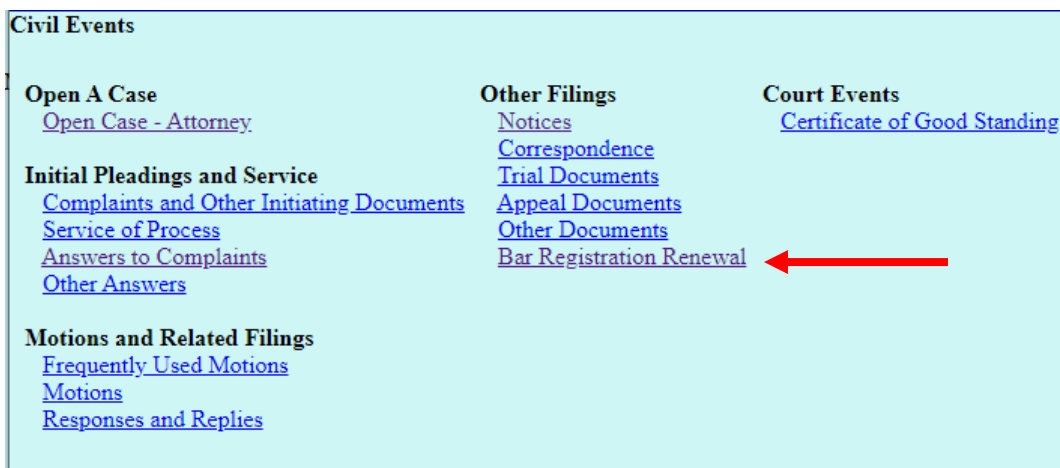 Civil Events
Open A Case
Open Case - Attorney
Initial Pleadings and Service
Complaints and Other Initiating Documents
Service of Process
Answers to Complaints
Other Answers
Motions and Related Filings
Frequently Used Motions
Motions
Responses and Replies
Other Filings
Notices
Correspondence
Trial Documents
Appeal Documents
Other Documents
Bar Registration Renewal
Court Events
Certificate of Good Standing